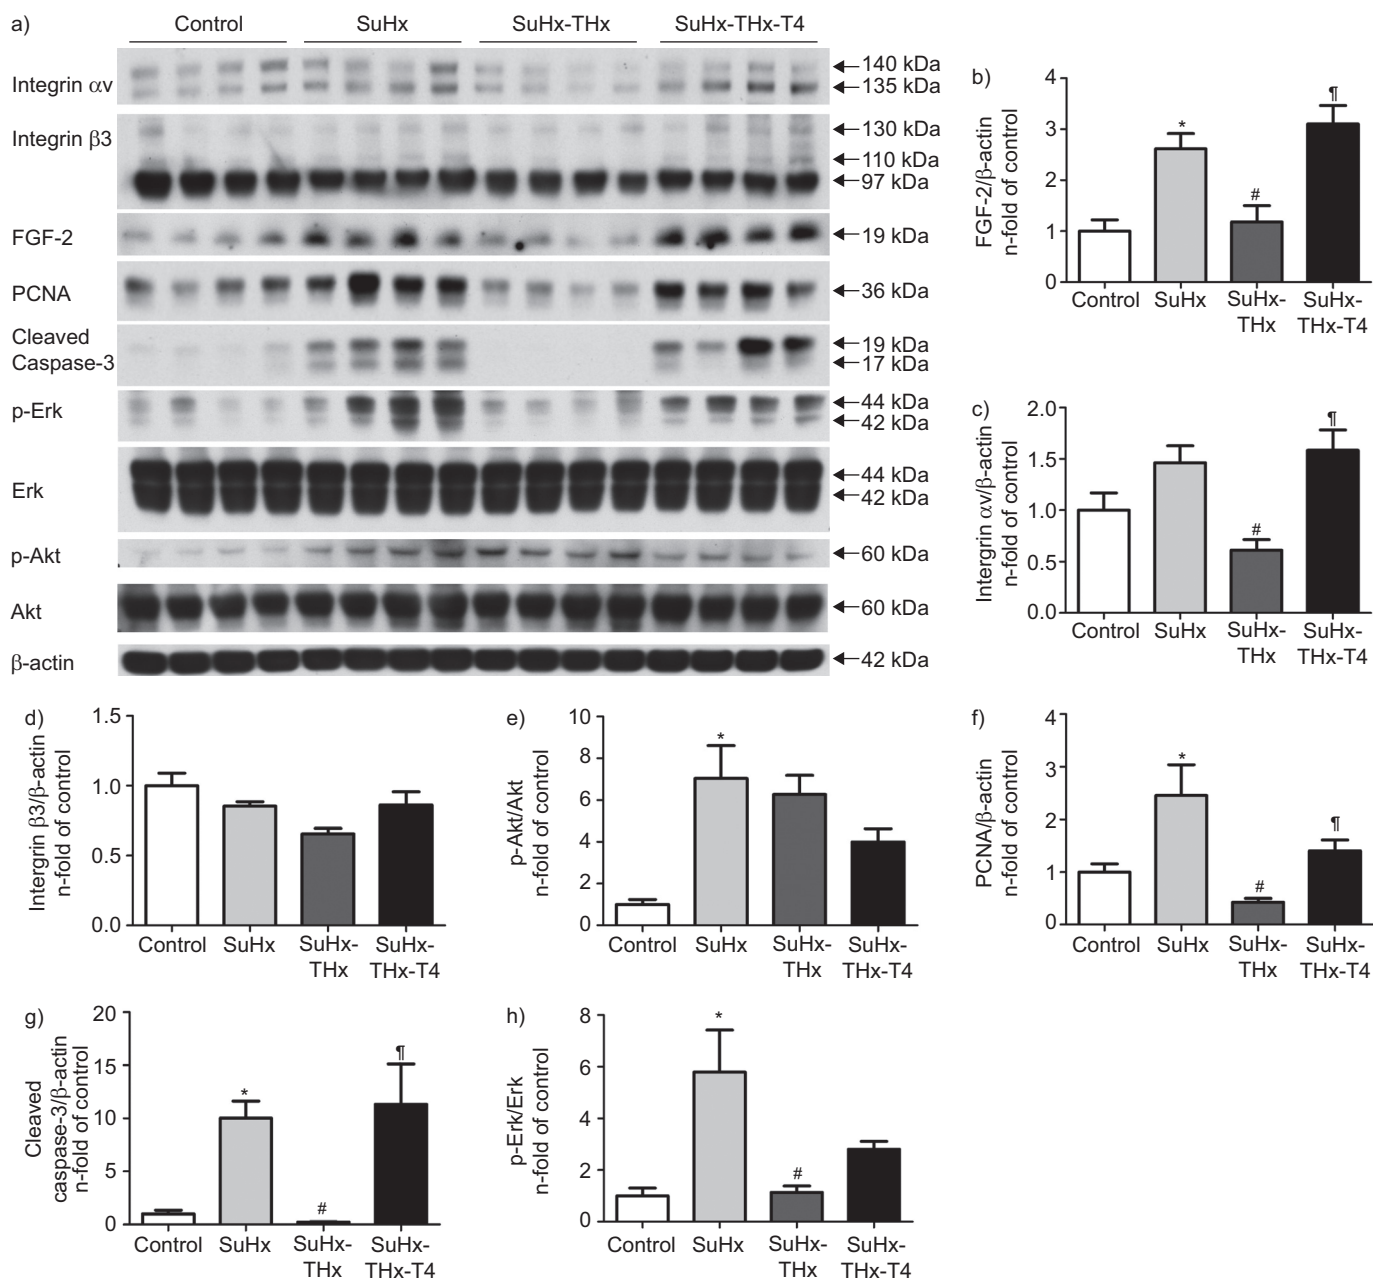 a)
Control SuHx SuHx-THx SuHx-THx-T4
Integrin αv
140 kDa
135 kDa
Integrin β3
130 kDa
110 kDa
97 kDa
FGF-2
19 kDa
PCNA
36 kDa
Cleaved
Caspase-3
19 kDa
17 kDa
p-Erk
44 kDa
42 kDa
Erk
44 kDa
42 kDa
p-Akt
60 kDa
Akt
60 kDa
β-actin
42 kDa
b)
FGF-2/β-actin
n-fold of control
4
3
2
1
0
*
#
¶
Control SuHx SuHx- SuHx-
THx THx-T4
c)
Intergrin αv/β-actin
n-fold of control
2.0
1.5
1.0
0.5
0.0
#
¶
Control SuHx SuHx- SuHx-
THx THx-T4
d)
Intergrin β3/β-actin
n-fold of control
1.5
1.0
0.5
0.0
Control SuHx SuHx- SuHx-
THx THx-T4
e)
p-Akt/Akt
n-fold of control
10
8
6
4
2
0
*
Control SuHx SuHx- SuHx-
THx THx-T4
f)
PCNA/β-actin
n-fold of control
4
3
2
1
0
*
#
¶
Control SuHx SuHx- SuHx-
THx THx-T4
g)
Cleaved
caspase-3/β-actin
n-fold of control
20
15
10
5
0
*
#
¶
Control SuHx SuHx- SuHx-
THx THx-T4
h)
p-Erk/Erk
n-fold of control
8
6
4
2
0
*
#
Control SuHx SuHx- SuHx-
THx THx-T4